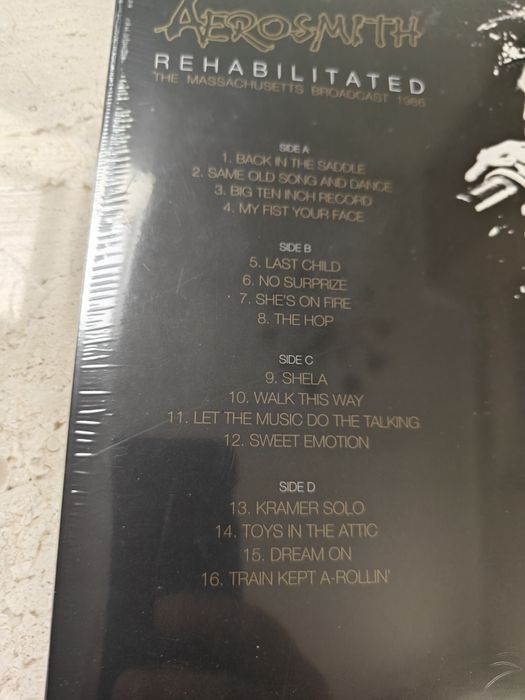 AEROSMITH
REHABILITATED
THE MASSACHUSETTS BROADCAST 1986
SIDE A
1. BACK IN THE SADDLE
2. SAME OLD SONG AND DANCE
3. BIG TEN INCH RECORD
4. MY FIST YOUR FACE
SIDE B
5. LAST CHILD
6. NO SURPRIZE
7. SHE'S ON FIRE
8. THE HOP
SIDE C
9. SHELA
10. WALK THIS WAY
11. LET THE MUSIC DO THE TALKING
12. SWEET EMOTION
SIDE D
13. KRAMER SOLO
14. TOYS IN THE ATTIC
15. DREAM ON
16. TRAIN KEPT A-ROLLIN'